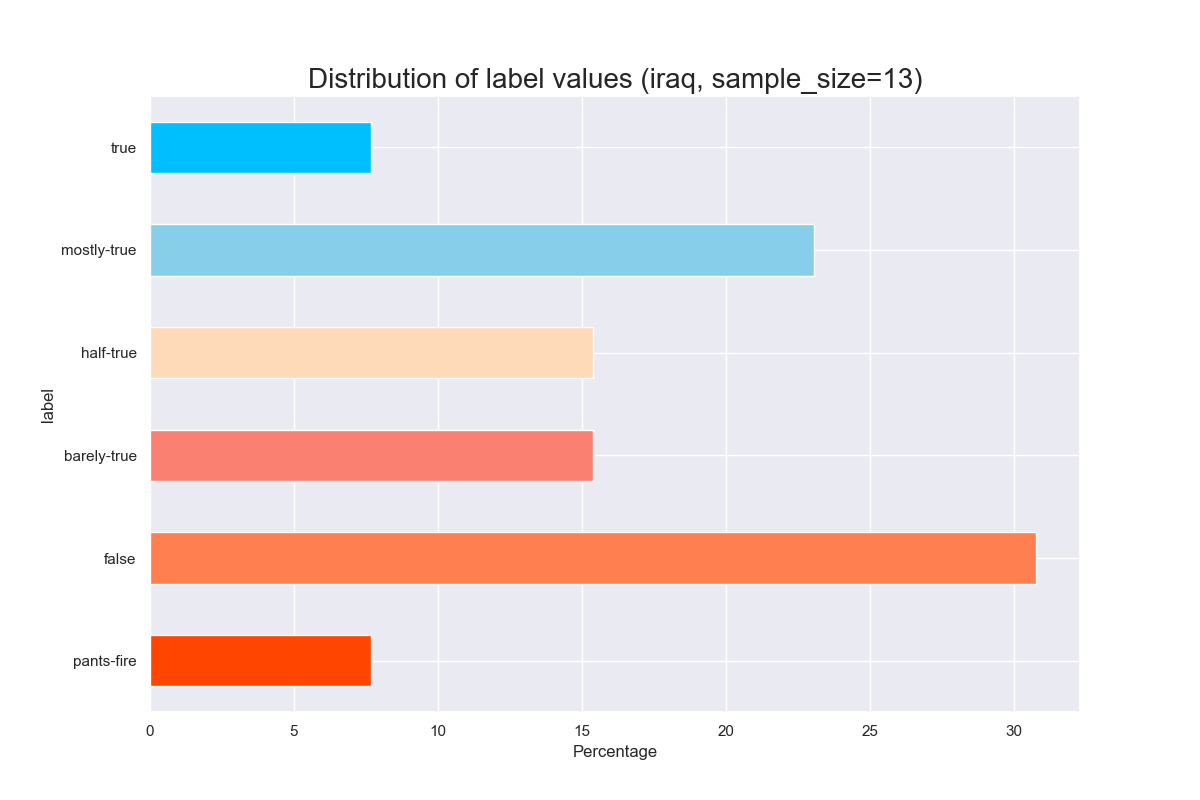 Distribution of label values (iraq, sample_size=13)
true
mostly-true
half-true
barely-true
false
pants-fire
label
0 5 10 15 20 25 30
Percentage